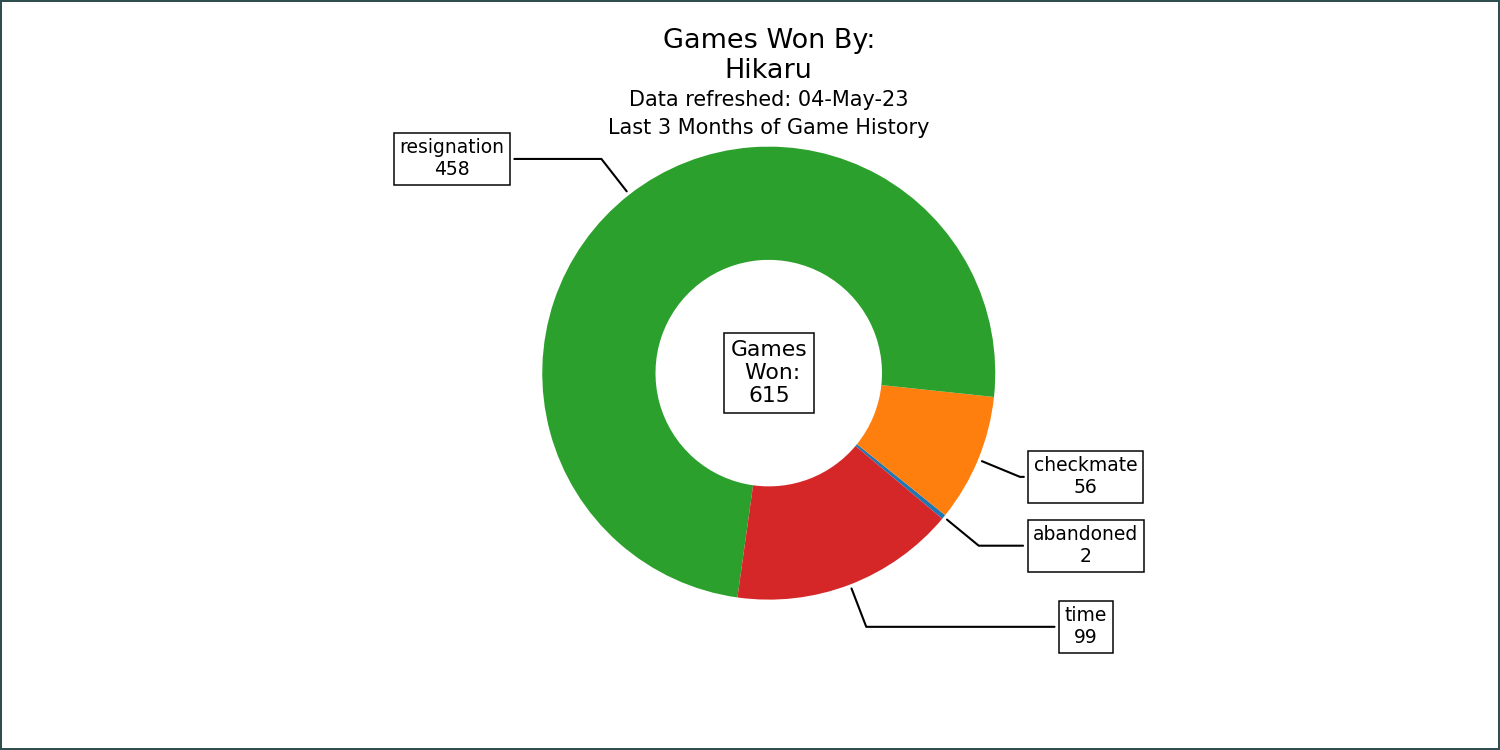 Games Won By:
Hikaru
Data refreshed: 04-May-23
Last 3 Months of Game History
resignation
458
Games
Won:
615
checkmate
56
abandoned
2
time
99